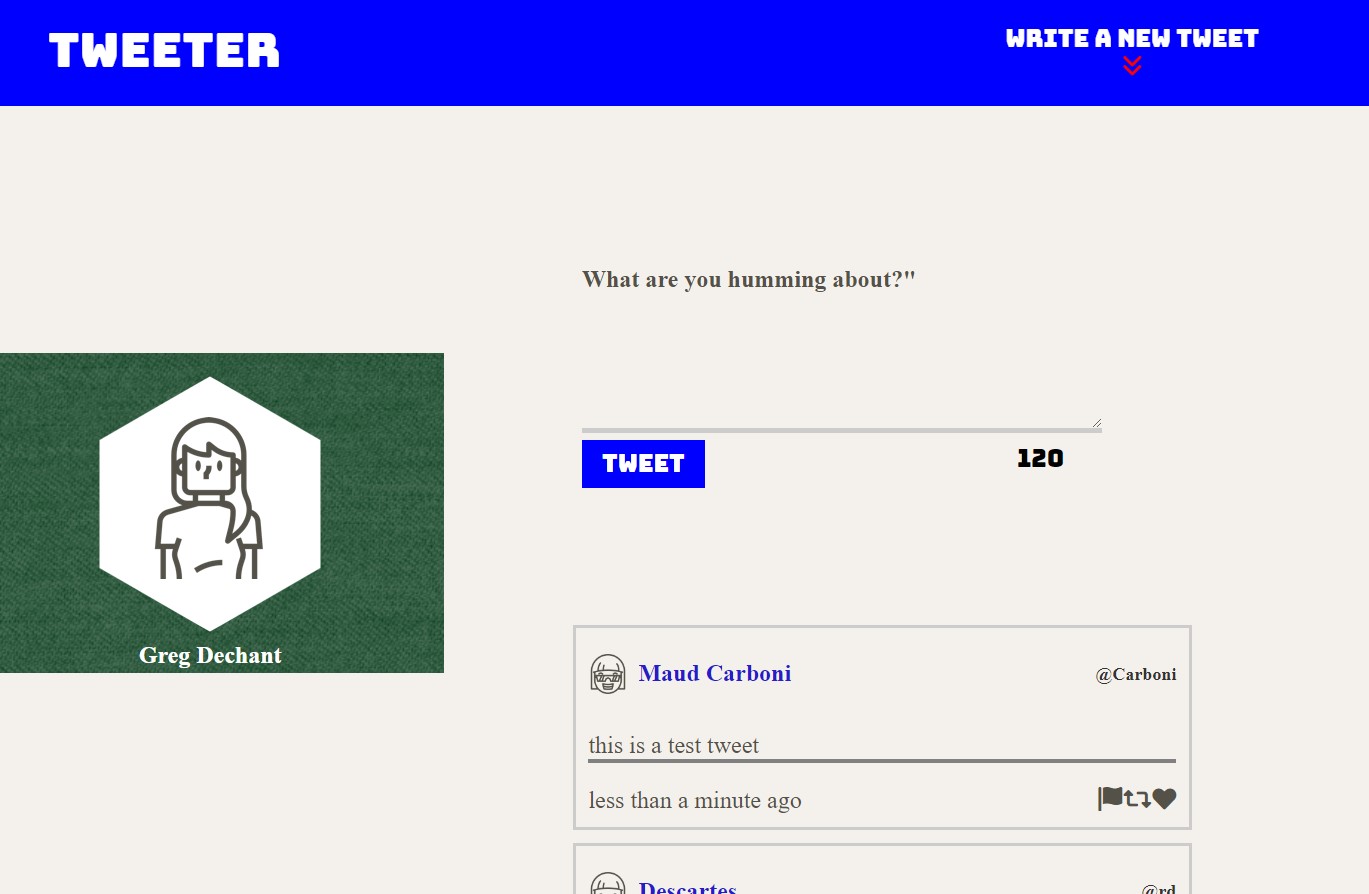 TWEETER
WRITE A NEW TWEET
What are you humming about?"
TWEET
120
Greg Dechant
Maud Carboni
@Carboni
this is a test tweet
less than a minute ago
Descartes
@rd